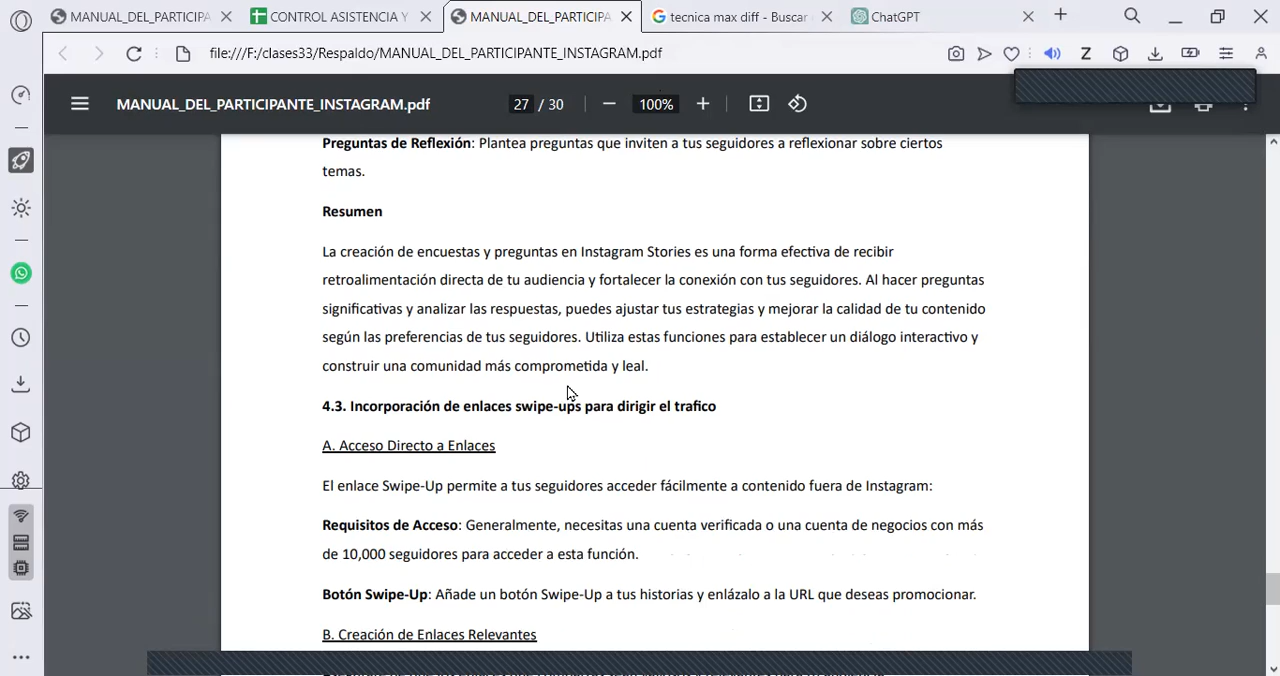 MANUAL_DEL_PARTICIPA
CONTROL ASISTENCIA Y
MANUAL_DEL_PARTICIPA
tecnica max diff - Buscar
ChatGPT
file:///F:/clases33/Respaldo/MANUAL_DEL_PARTICIPANTE_INSTAGRAM.pdf
MANUAL_DEL_PARTICIPANTE_INSTAGRAM.pdf
27 / 30
100%
Preguntas de Reflexión: Plantea preguntas que inviten a tus seguidores a reflexionar sobre ciertos
temas.
Resumen
La creación de encuestas y preguntas en Instagram Stories es una forma efectiva de recibir
retroalimentación directa de tu audiencia y fortalecer la conexión con tus seguidores. Al hacer preguntas
significativas y analizar las respuestas, puedes ajustar tus estrategias y mejorar la calidad de tu contenido
según las preferencias de tus seguidores. Utiliza estas funciones para establecer un diálogo interactivo y
construir una comunidad más comprometida y leal.
4.3. Incorporación de enlaces swipe-ups para dirigir el trafico
A. Acceso Directo a Enlaces
El enlace Swipe-Up permite a tus seguidores acceder fácilmente a contenido fuera de Instagram:
Requisitos de Acceso: Generalmente, necesitas una cuenta verificada o una cuenta de negocios con más
de 10,000 seguidores para acceder a esta función.
Botón Swipe-Up: Añade un botón Swipe-Up a tus historias y enlázalo a la URL que deseas promocionar.
B. Creación de Enlaces Relevantes